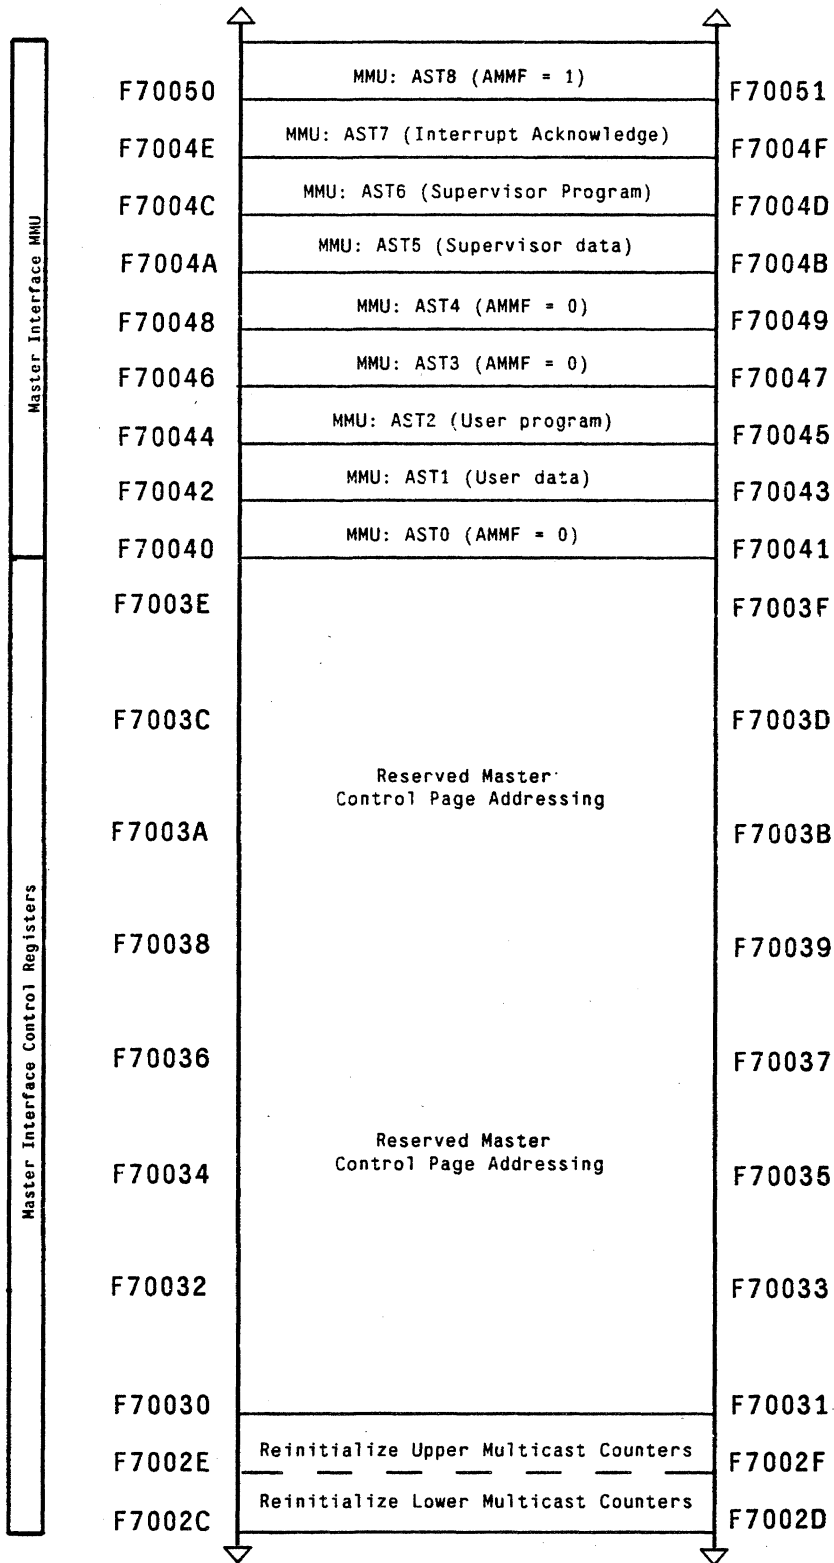 MMU: AST8 (AMMF = 1)
F70050
F70051
MMU: AST7 (Interrupt Acknowledge)
F7004E
F7004F
MMU: AST6 (Supervisor Program)
F7004C
F7004D
MMU: AST5 (Supervisor data)
F7004A
F7004B
MMU: AST4 (AMMF = 0)
F70048
F70049
MMU: AST3 (AMMF = 0)
F70046
F70047
MMU: AST2 (User program)
F70044
F70045
MMU: AST1 (User data)
F70042
F70043
MMU: AST0 (AMMF = 0)
F70040
F70041
Master Interface MMU
F7003E
F7003F
F7003C
F7003D
Reserved Master
Control Page Addressing
F7003A
F7003B
F70038
F70039
F70036
F70037
Reserved Master
Control Page Addressing
F70034
F70035
F70032
F70033
F70030
F70031
Reinitialize Upper Multicast Counters
F7002E
F7002F
Reinitialize Lower Multicast Counters
F7002C
F7002D
Master Interface Control Registers